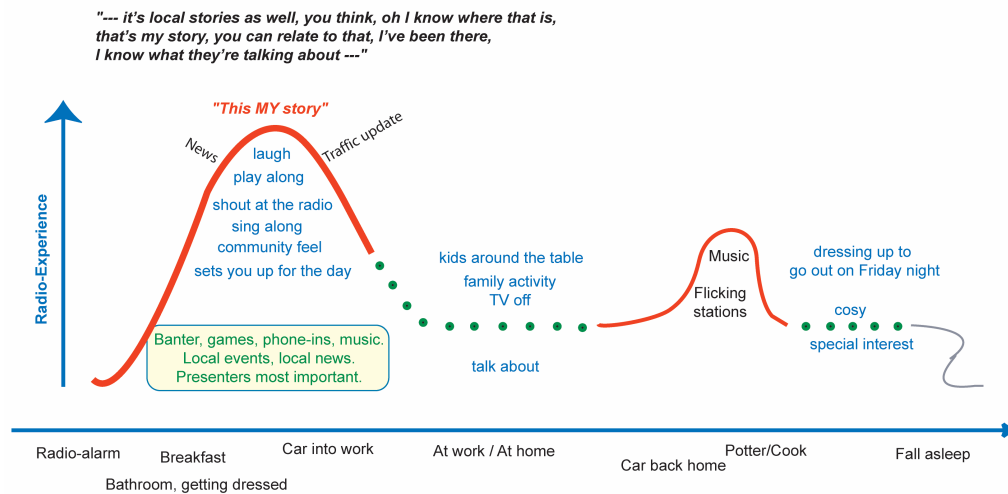 "--- it's local stories as well, you think, oh I know where that is,
that's my story, you can relate to that, I've been there,
I know what they're talking about ---"
"This MY story"
News
Traffic update
laugh
play along
shout at the radio
sing along
community feel
sets you up for the day
Radio-Experience
Banter, games, phone-ins, music.
Local events, local news.
Presenters most important.
kids around the table
family activity
TV off
talk about
Music
Flicking
stations
dressing up to
go out on Friday night
cosy
special interest
Radio-alarm
Bathroom, getting dressed
Breakfast
Car into work
At work / At home
Car back home
Potter/Cook
Fall asleep